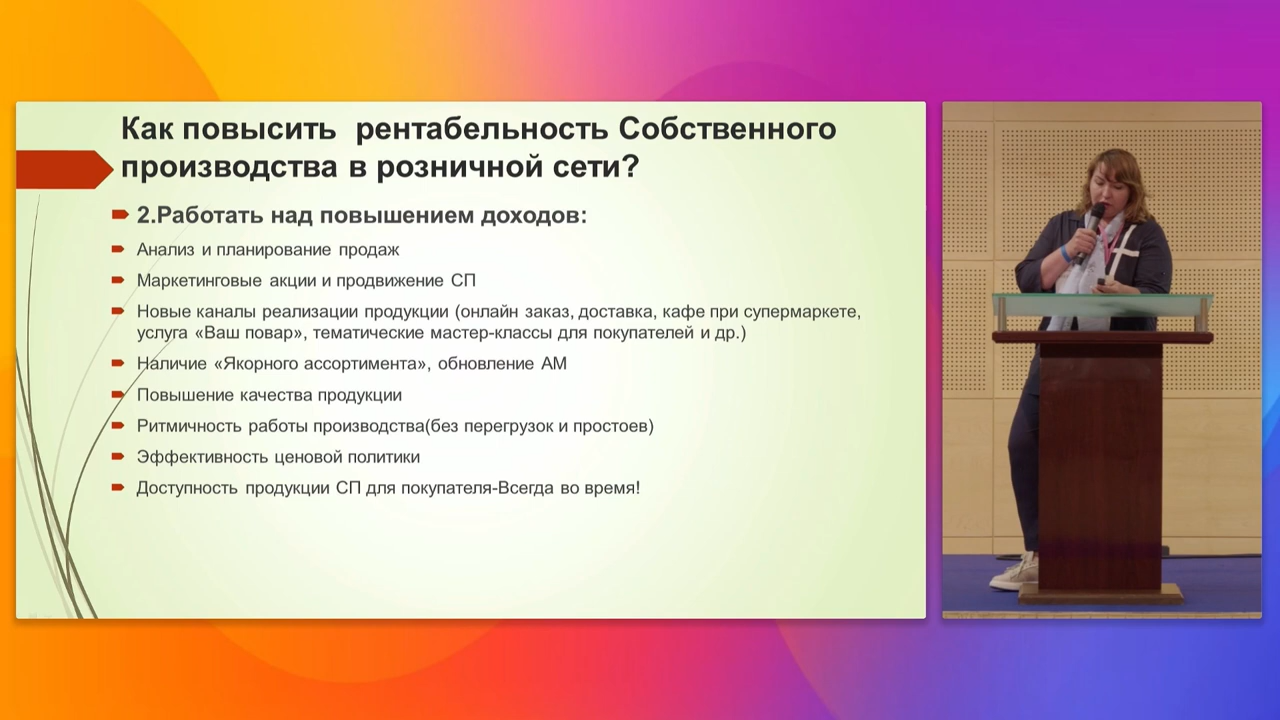 Как повысить рентабельность Собственного
производства в розничной сети?
2.Работать над повышением доходов:
Анализ и планирование продаж
Маркетинговые акции и продвижение СП
Новые каналы реализации продукции (онлайн заказ, доставка, кафе при супермаркете,
услуга «Ваш повар», тематические мастер-классы для покупателей и др.)
Наличие «Якорного ассортимента», обновление АМ
Повышение качества продукции
Ритмичность работы производства(без перегрузок и простоев)
Эффективность ценовой политики
Доступность продукции СП для покупателя-Всегда во время!